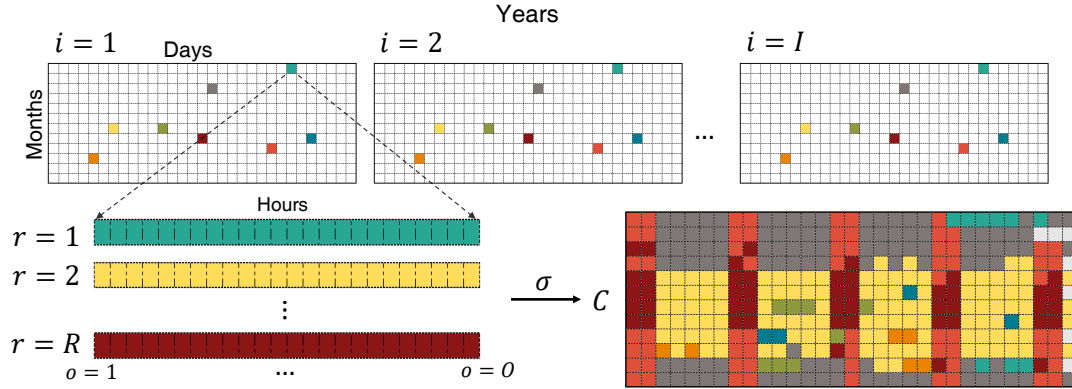 Years
i = 1
Days
i = 2
i = I
Months
...
Hours
r = 1
r = 2
⋮
σ
C
r = R
o = 1
...
o = O